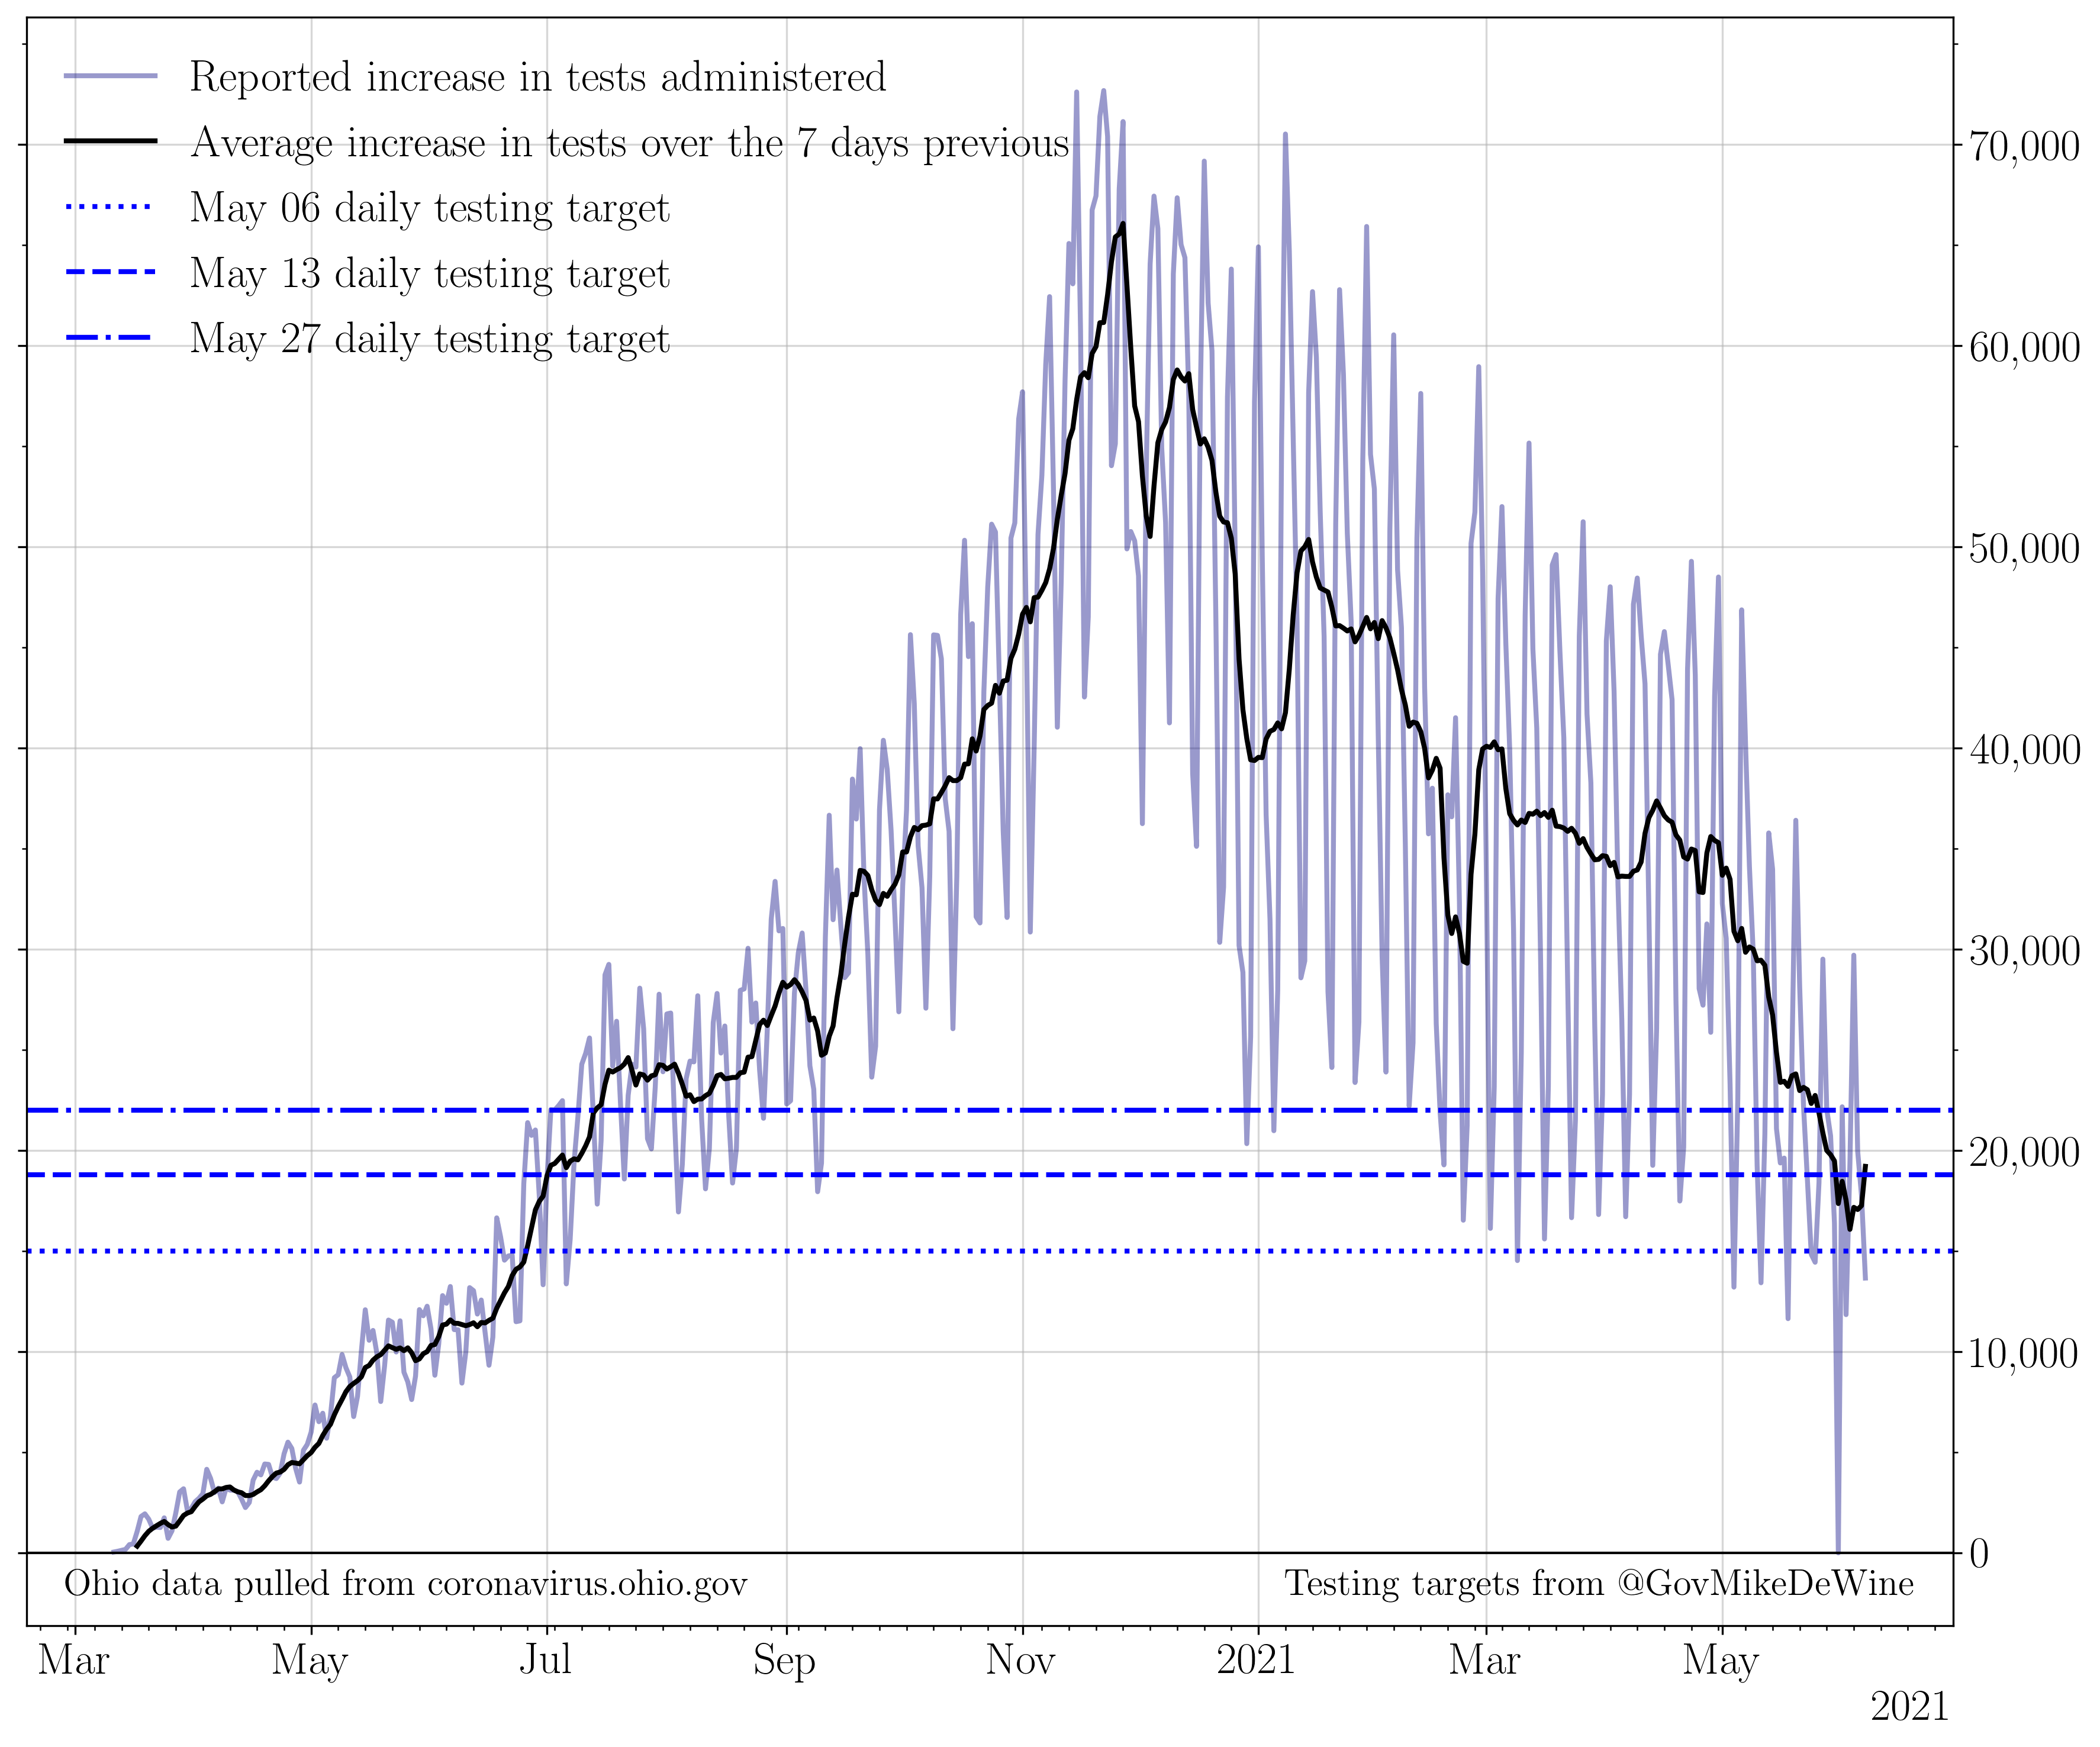 Reported increase in tests administered
Average increase in tests over the 7 days previous
May 06 daily testing target
May 13 daily testing target
May 27 daily testing target
70,000
60,000
50,000
40,000
30,000
20,000
10,000
0
Ohio data pulled from coronavirus.ohio.gov
Testing targets from @GovMikeDeWine
Mar May Jul Sep Nov 2021 Mar May
2021